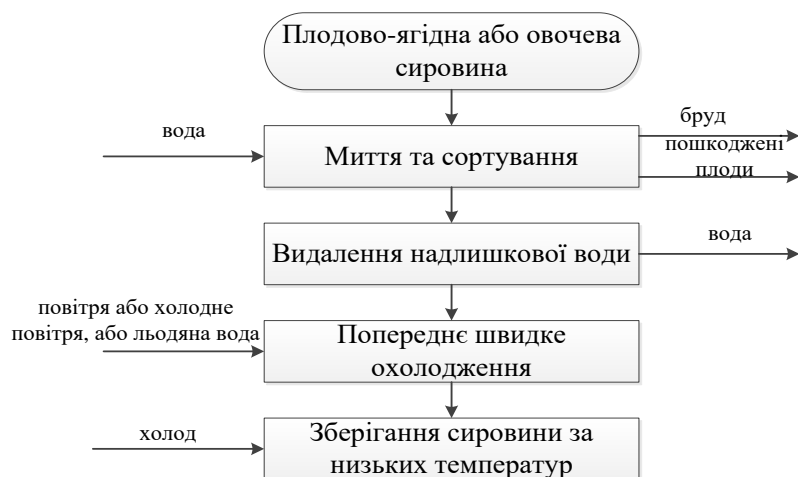 Плодово-ягідна або овочева
сировина
вода
Миття та сортування
бруд
пошкоджені
плоди
Видалення надлишкової води
вода
повітря або холодне
повітря, або льодяна вода
Попереднє швидке
охолодження
холод
Зберігання сировини за
низьких температур